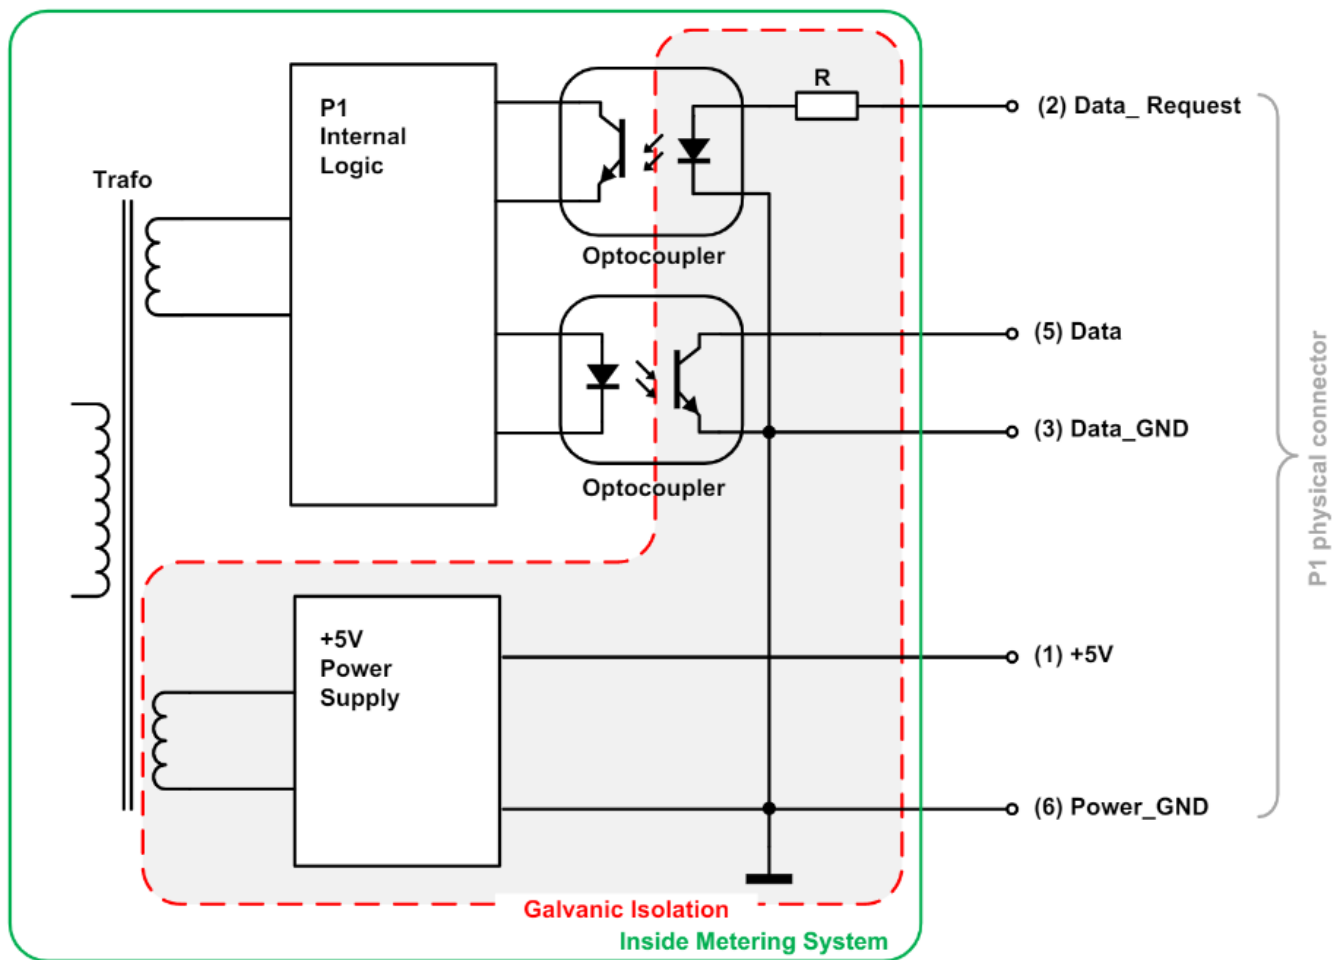 P1
Internal
Logic
R
(2) Data_ Request
Trafo
Optocoupler
(5) Data
(3) Data_GND
Optocoupler
P1 physical connector
+5V
Power
Supply
(1) +5V
(6) Power_GND
Galvanic Isolation
Inside Metering System